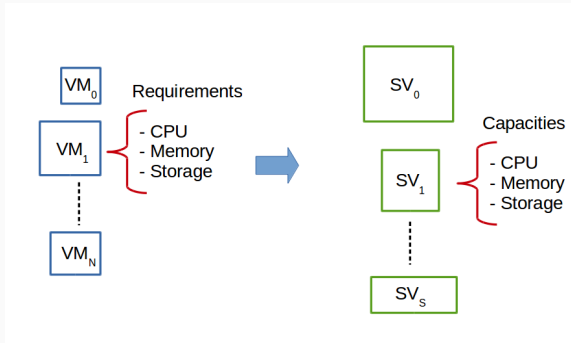 VM0
Requirements
VM1
- CPU
- Memory
- Storage
VMN
SV0
Capacities
SV1
- CPU
- Memory
- Storage
SVS